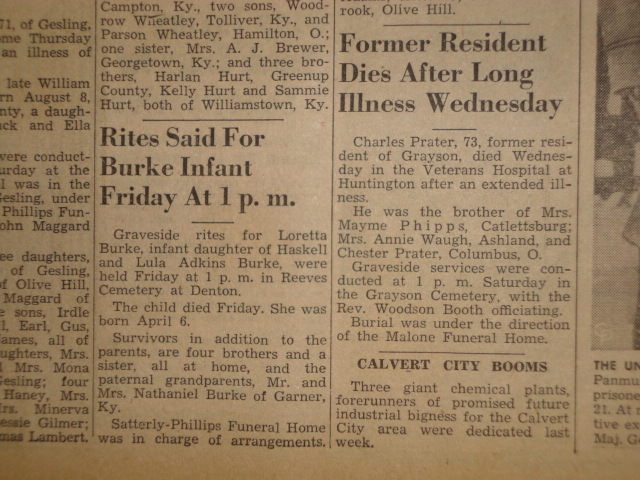 71, of Gesling,
ome Thursday
an illness of
late William
rn August 8,
nty, a daugh-
ck and Ella
were conduct-
urday at the
l was in the
Gesling, under
Phillips Fun-
ohn Maggard
ee daughters,
of Gesling,
of Olive Hill,
Maggard of
e sons, Irdle
l, Earl, Gus,
ames, all of
ughters, Mrs.
Mrs. Mona
Gesling; four
Haney, Mrs.
Mrs. Minerva
essie Gilmer;
mas Lambert.
Campton, Ky., two sons, Wood-
row Wheatley, Tolliver, Ky., and
Parson Wheatley, Hamilton, O.;
one sister, Mrs. A. J. Brewer,
Georgetown, Ky.; and three bro-
thers, Harlan Hurt, Greenup
County, Kelly Hurt and Sammie
Hurt, both of Williamstown, Ky.
Rites Said For
Burke Infant
Friday At 1 p. m.
Graveside rites for Loretta
Burke, infant daughter of Haskell
and Lula Adkins Burke, were
held Friday at 1 p. m. in Reeves
Cemetery at Denton.
The child died Friday. She was
born April 6.
Survivors in addition to the
parents, are four brothers and a
sister, all at home, and the
paternal grandparents, Mr. and
Mrs. Nathaniel Burke of Garner,
Ky.
Satterly-Phillips Funeral Home
was in charge of arrangements.
rook, Olive Hill.
Former Resident
Dies After Long
Illness Wednesday
Charles Prater, 73, former resi-
dent of Grayson, died Wednes-
day in the Veterans Hospital at
Huntington after an extended ill-
ness.
He was the brother of Mrs.
Mayme Phipps, Catlettsburg;
Mrs. Annie Waugh, Ashland, and
Chester Prater, Columbus, O.
Graveside services were con-
ducted at 1 p. m. Saturday in
the Grayson Cemetery, with the
Rev. Woodson Booth officiating.
Burial was under the direction
of the Malone Funeral Home.
CALVERT CITY BOOMS
Three giant chemical plants,
forerunners of promised future
industrial bigness for the Calvert
City area were dedicated last
week.
THE UN
Panmu
prisone
21. At r
tive ex
Maj. Ge